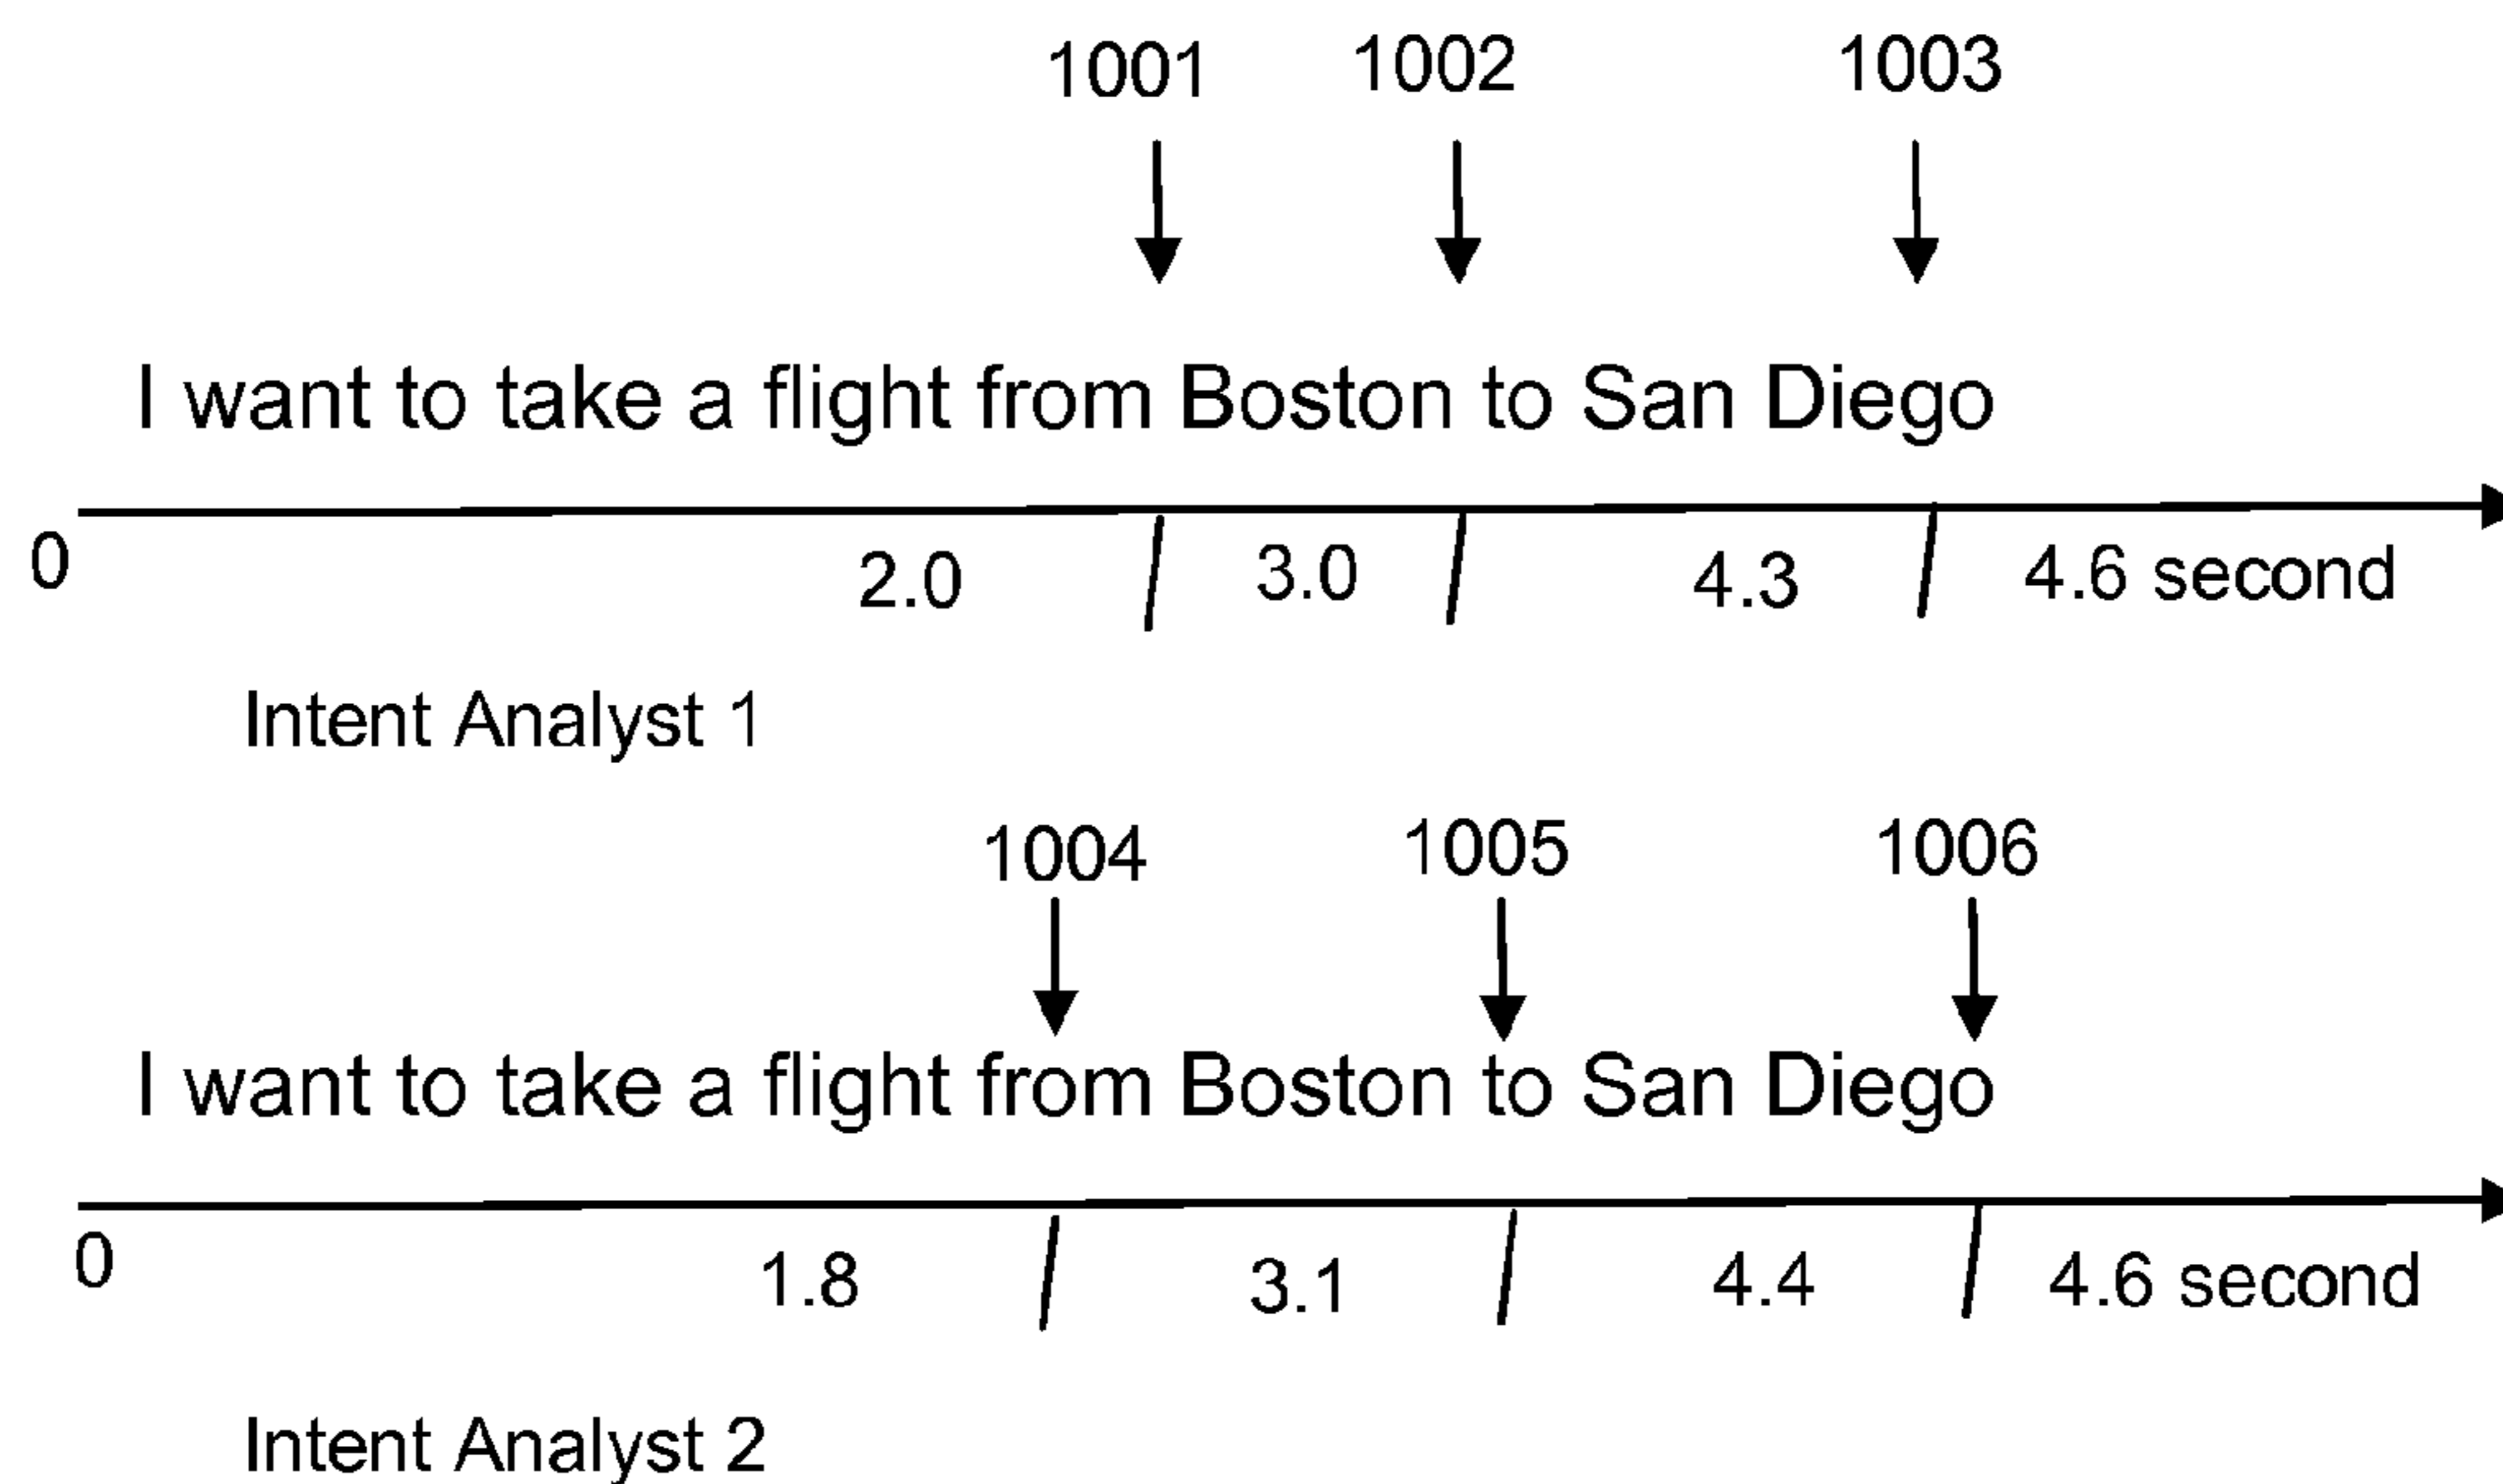 1001 1002 1003
I want to take a flight from Boston to San Diego
0 2.0 3.0 4.3 4.6 second
Intent Analyst 1
1004 1005 1006
I want to take a flight from Boston to San Diego
0 1.8 3.1 4.4 4.6 second
Intent Analyst 2